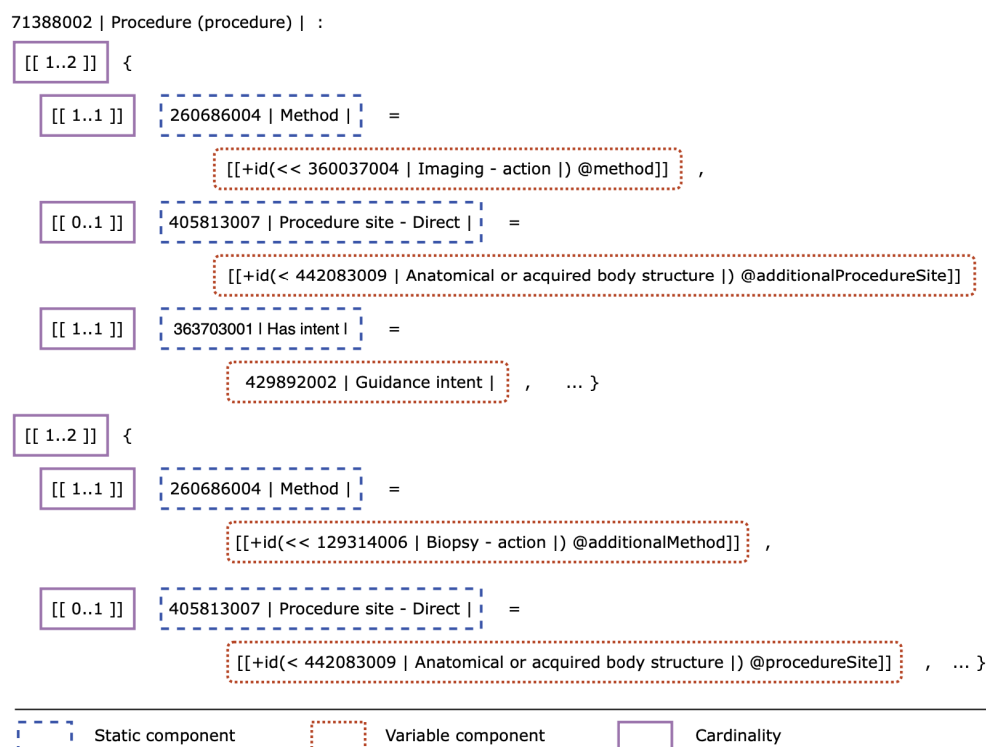 71388002 | Procedure (procedure) | :
[[ 1..2 ]] {
[[ 1..1 ]] 260686004 | Method | =
[[+id(<< 360037004 | Imaging - action |) @method]] ,
[[ 0..1 ]] 405813007 | Procedure site - Direct | =
[[+id(< 442083009 | Anatomical or acquired body structure |) @additionalProcedureSite]]
[[ 1..1 ]] 363703001 | Has intent | =
429892002 | Guidance intent | , ... }
[[ 1..2 ]] {
[[ 1..1 ]] 260686004 | Method | =
[[+id(<< 129314006 | Biopsy - action |) @additionalMethod]] ,
[[ 0..1 ]] 405813007 | Procedure site - Direct | =
[[+id(< 442083009 | Anatomical or acquired body structure |) @procedureSite]] , ... }
Static component Variable component Cardinality